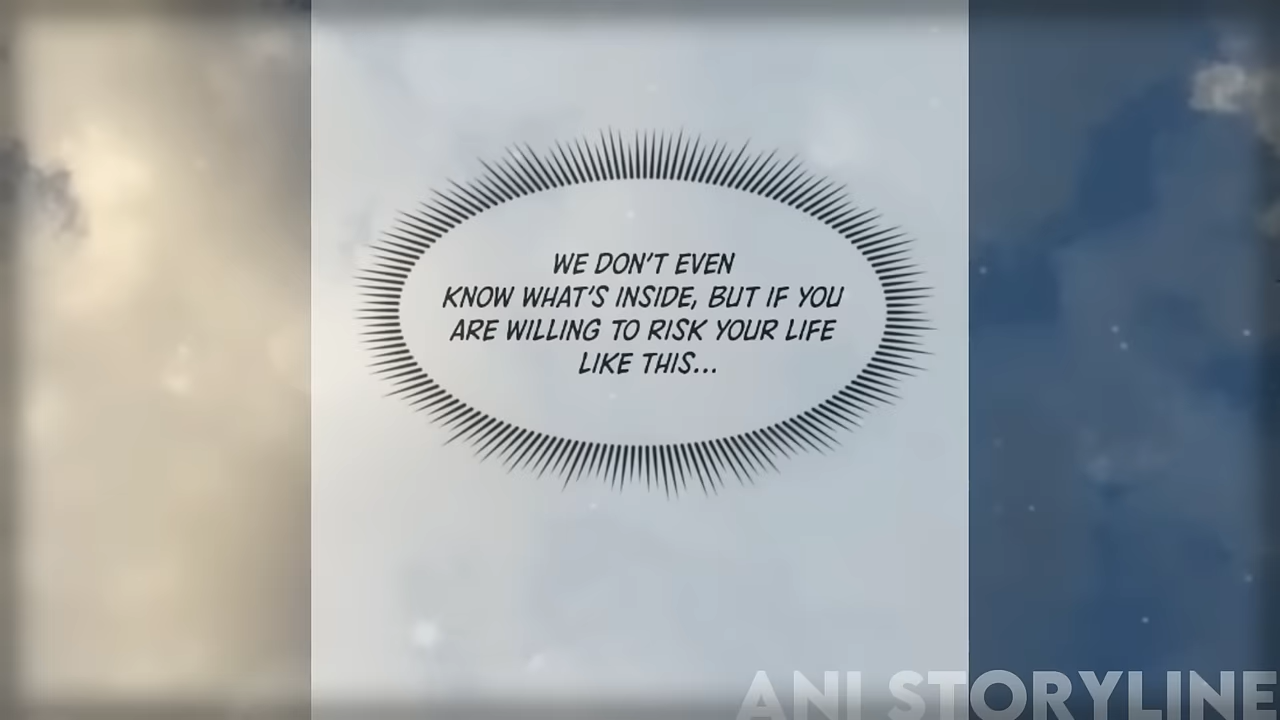 WE DON'T EVEN
KNOW WHAT'S INSIDE, BUT IF YOU
ARE WILLING TO RISK YOUR LIFE
LIKE THIS...
ANI STORYLINE